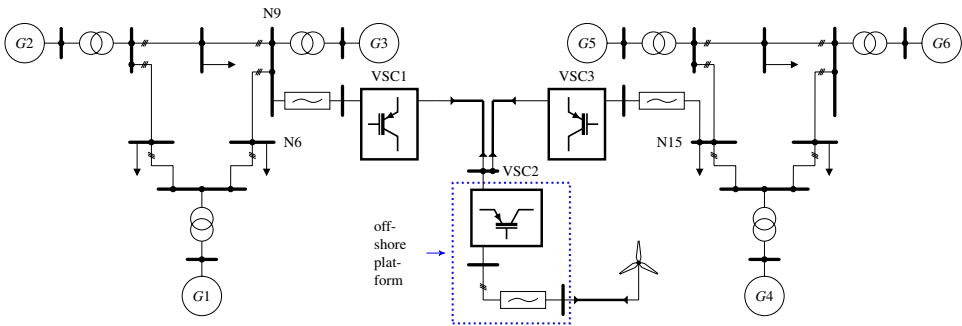 N9
G2
G3
G5
G6
VSC1
VSC3
N6
N15
VSC2
off-
shore
plat-
form
G1
G4